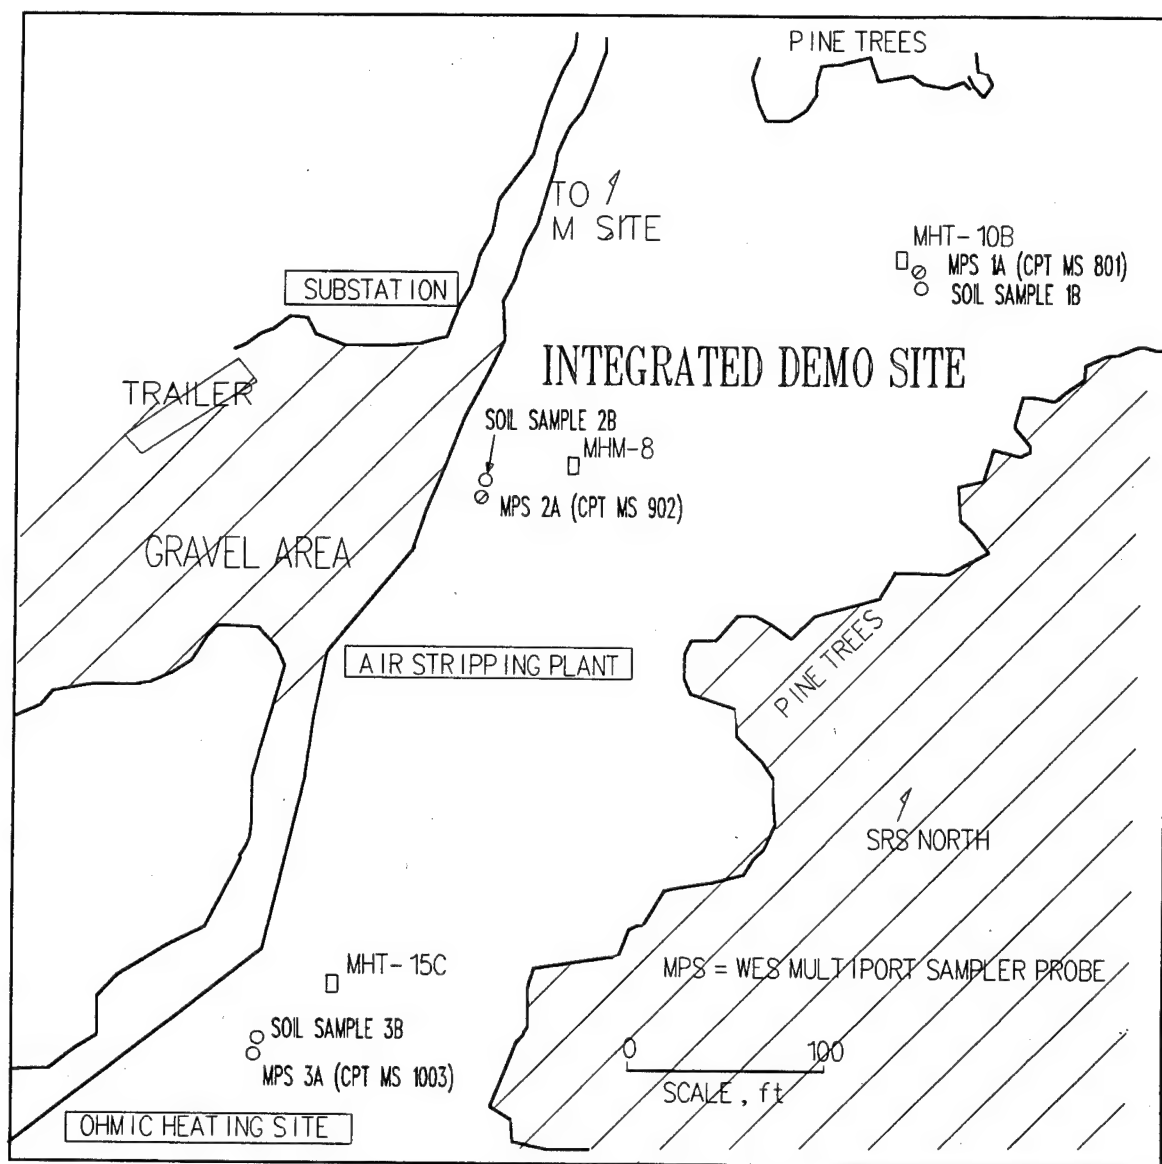 PINE TREES
TO
M SITE
MHT-10B
MPS 1A (CPT MS 801)
SOIL SAMPLE 1B
SUBSTATION
INTEGRATED DEMO SITE
TRAILER
SOIL SAMPLE 2B
MHM-8
MPS 2A (CPT MS 902)
GRAVEL AREA
AIR STRIPPING PLANT
PINE TREES
SRS NORTH
MHT-15C
MPS = WES MULTIPORT SAMPLER PROBE
SOIL SAMPLE 3B
MPS 3A (CPT MS 1003)
0 100
SCALE, ft
OHMIC HEATING SITE